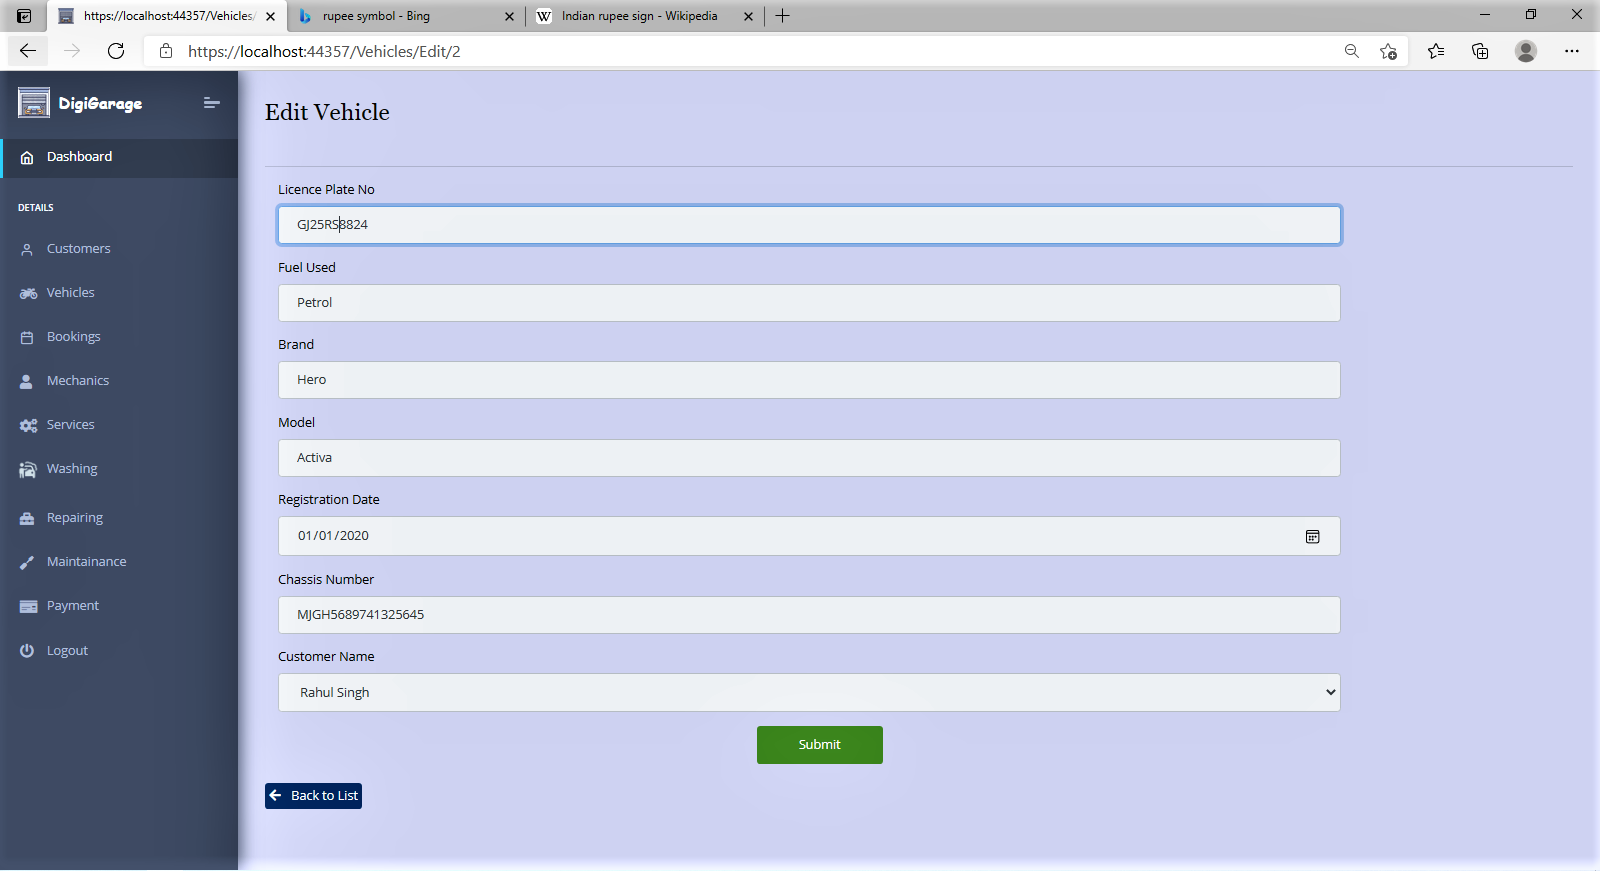 https://localhost:44357/Vehicles/
rupee symbol - Bing
Indian rupee sign - Wikipedia
https://localhost:44357/Vehicles/Edit/2
DigiGarage
Dashboard
DETAILS
Customers
Vehicles
Bookings
Mechanics
Services
Washing
Repairing
Maintainance
Payment
Logout
Edit Vehicle
Licence Plate No
GJ25RS8824
Fuel Used
Petrol
Brand
Hero
Model
Activa
Registration Date
01/01/2020
Chassis Number
MJGH5689741325645
Customer Name
Rahul Singh
Submit
Back to List